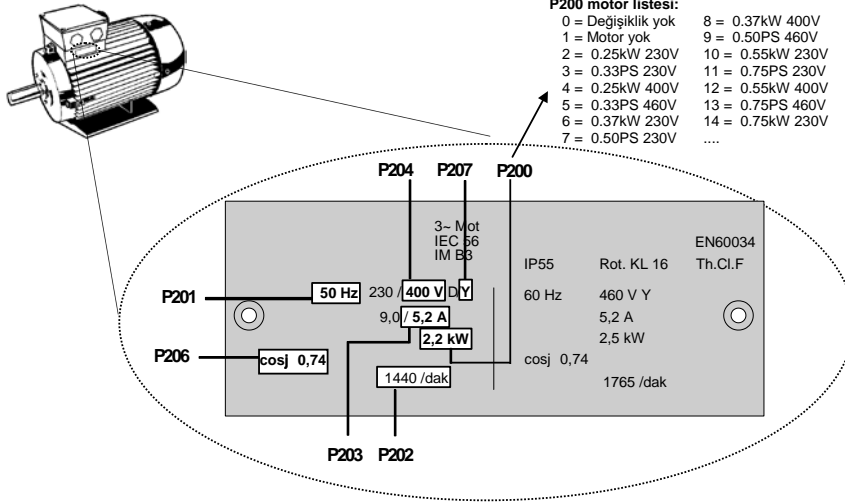 P200 motor listesi:
0 = Değişiklik yok
1 = Motor yok
2 = 0.25kW 230V
3 = 0.33PS 230V
4 = 0.25kW 400V
5 = 0.33PS 460V
6 = 0.37kW 230V
7 = 0.50PS 230V
8 = 0.37kW 400V
9 = 0.50PS 460V
10 = 0.55kW 230V
11 = 0.75PS 230V
12 = 0.55kW 400V
13 = 0.75PS 460V
14 = 0.75kW 230V
....
P204 P207 P200
3~ Mot
IEC 56
IM B3
EN60034
IP55 Rot. KL 16 Th.Cl.F
P201 50 Hz 230 / 400 V D/Y 60 Hz 460 V Y
9,0 / 5,2 A 5,2 A
2,2 kW 2,5 kW
P206 cosj 0,74 cosj 0,74
1440 /dak 1765 /dak
P203 P202